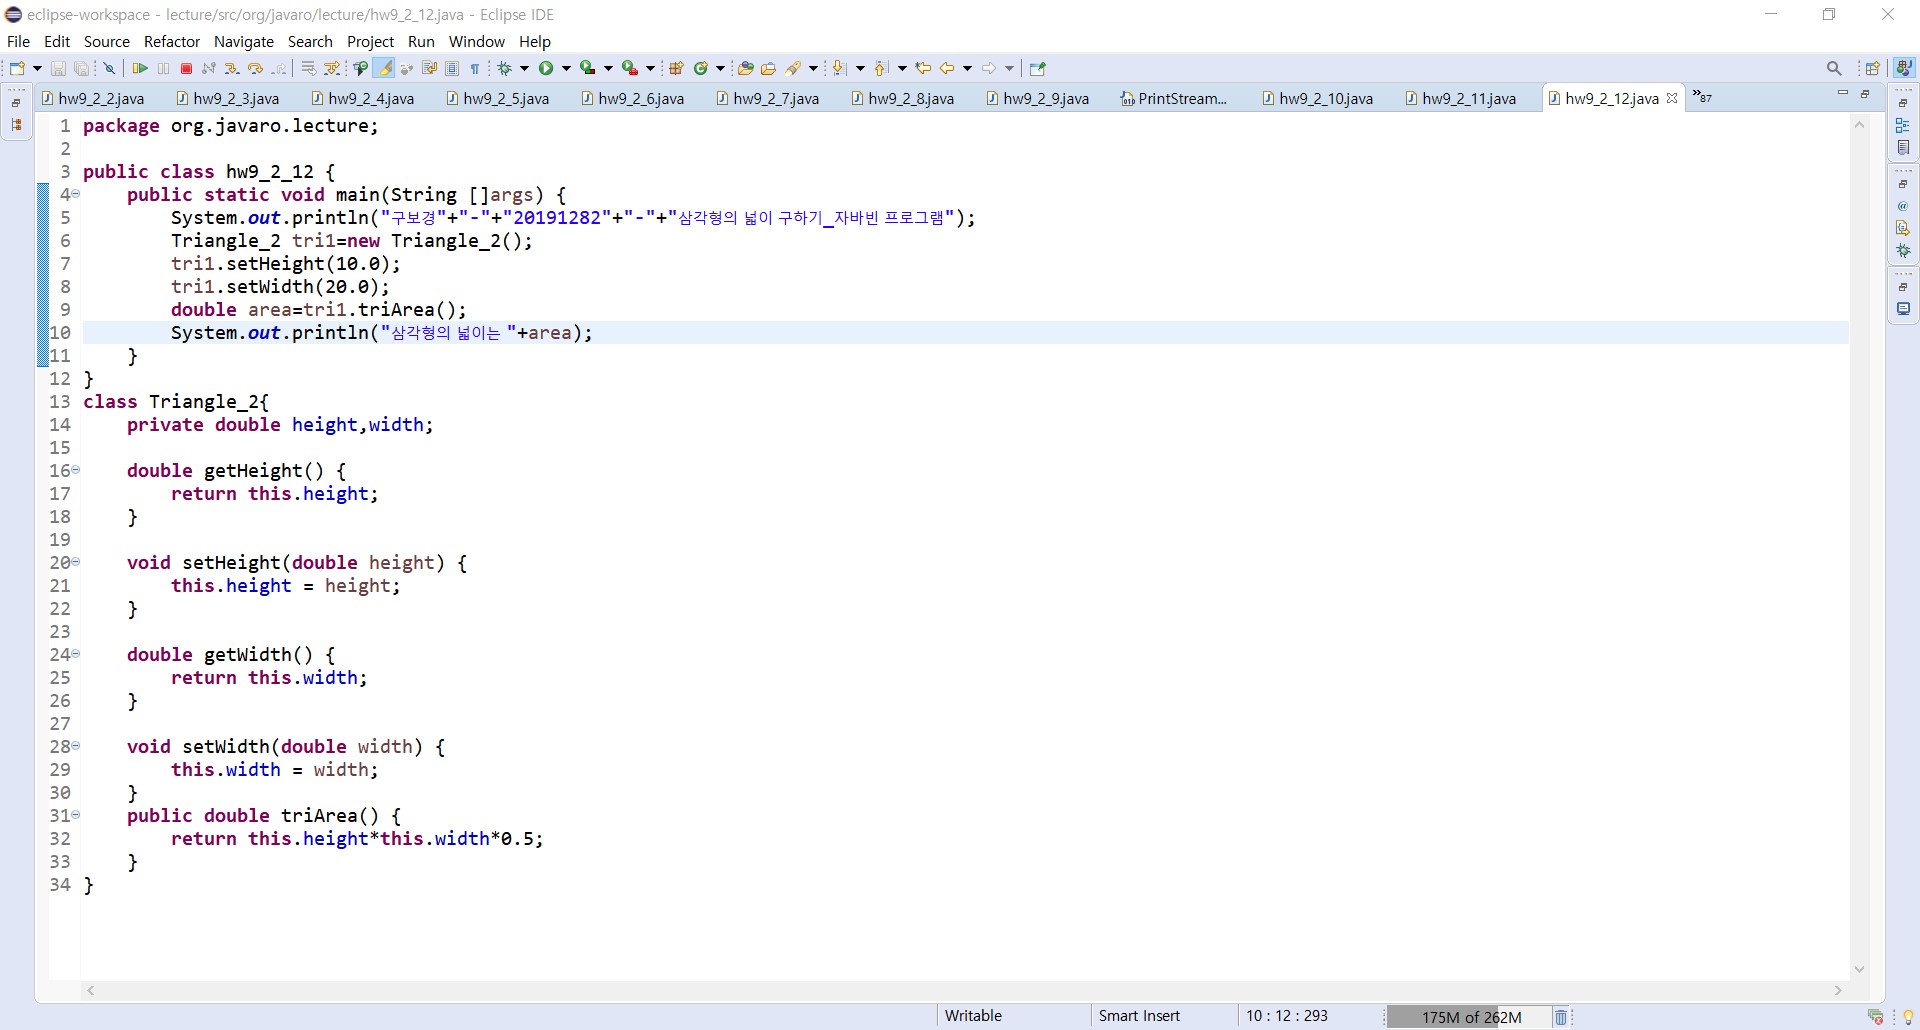 eclipse-workspace - lecture/src/org/javaro/lecture/hw9_2_12.java - Eclipse IDE
File Edit Source Refactor Navigate Search Project Run Window Help
hw9_2_2.java hw9_2_3.java hw9_2_4.java hw9_2_5.java hw9_2_6.java hw9_2_7.java hw9_2_8.java hw9_2_9.java PrintStream... hw9_2_10.java hw9_2_11.java hw9_2_12.java »87
1 package org.javaro.lecture;
2
3 public class hw9_2_12 {
4 public static void main(String []args) {
5 System.out.println("구보경"+"-"+"20191282"+"-"+"삼각형의 넓이 구하기_자바빈 프로그램");
6 Triangle_2 tri1=new Triangle_2();
7 tri1.setHeight(10.0);
8 tri1.setWidth(20.0);
9 double area=tri1.triArea();
10 System.out.println("삼각형의 넓이는 "+area);
11 }
12 }
13 class Triangle_2{
14 private double height,width;
15
16 double getHeight() {
17 return this.height;
18 }
19
20 void setHeight(double height) {
21 this.height = height;
22 }
23
24 double getWidth() {
25 return this.width;
26 }
27
28 void setWidth(double width) {
29 this.width = width;
30 }
31 public double triArea() {
32 return this.height*this.width*0.5;
33 }
34 }
Writable Smart Insert 10 : 12 : 293 175M of 262M